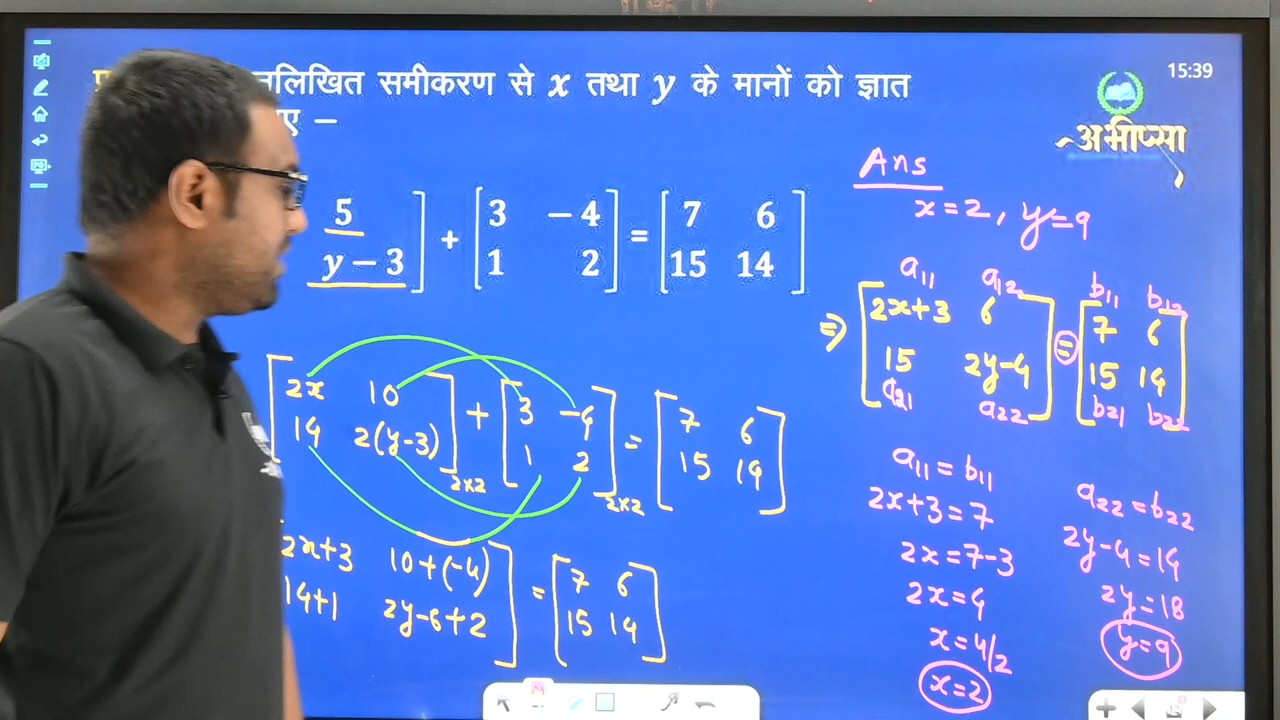 15:39
समीकरण से x तथा y के मानों को ज्ञात
अभीप्सा
Ans
x=2, y=9
5 ] + [ 3 -4 ] = [ 7 6 ]
y-3 ] [ 1 2 ] [ 15 14 ]
a11 a12 b11 b12
⇒ [ 2x+3 6 ] = [ 7 6 ]
[ 15 2y-4 ] [ 15 14 ]
a21 a22 b21 b22
[ 2x 10 ] + [ 3 -4 ] = [ 7 6 ]
[ 14 2(y-3) ] 2x2 [ 1 2 ] 2x2 [ 15 14 ]
2x+3 10+(-4) ] = [ 7 6 ]
14+1 2y-6+2 ] [ 15 14 ]
a11 = b11
2x+3=7
2x=7-3
2x=4
x=4/2
x=2
a22 = b22
2y-4=14
2y=18
y=9